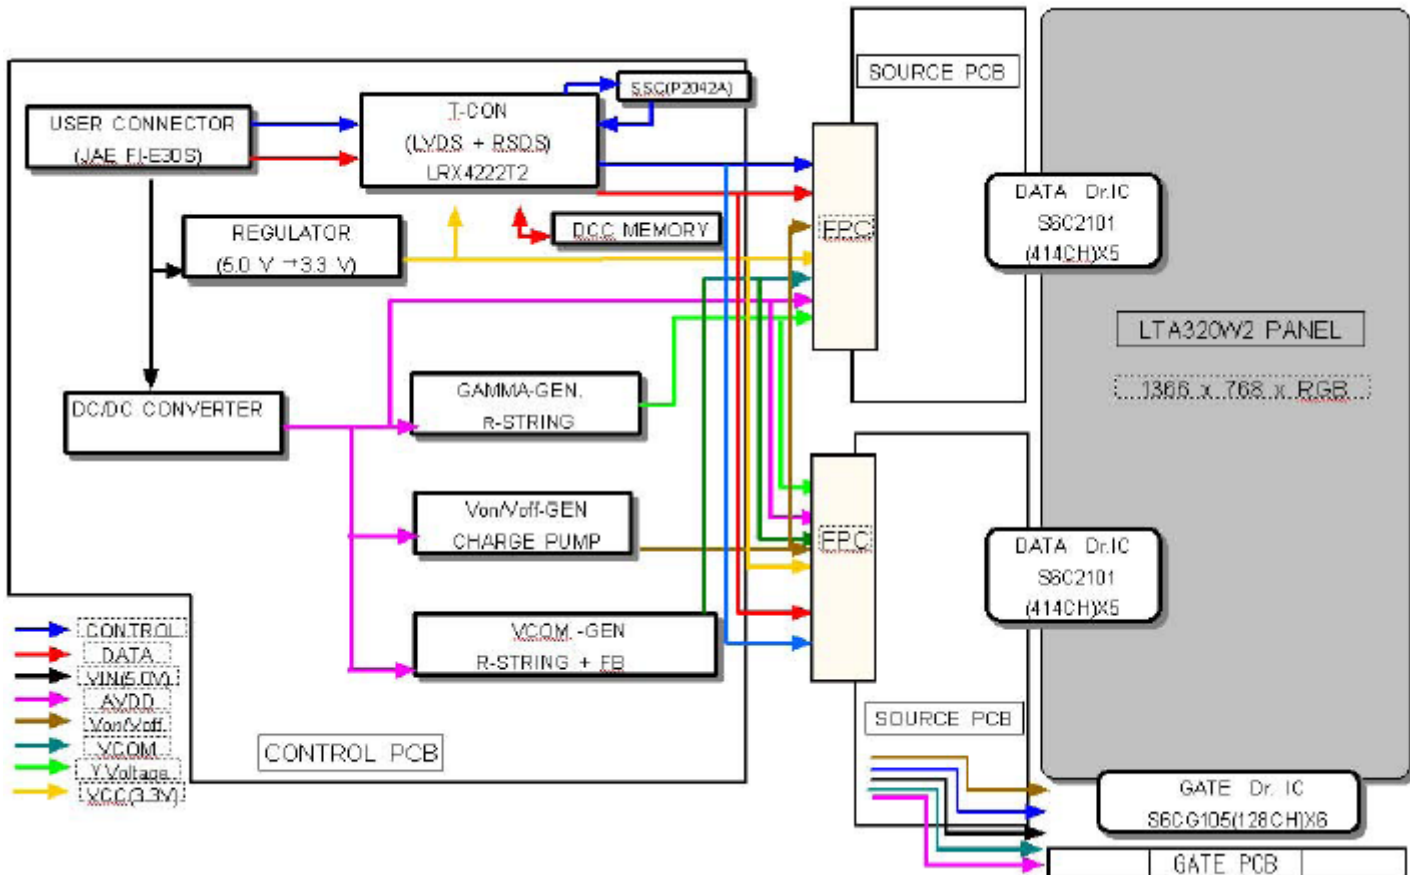 SOURCE PCB
SSC(P2042A)
T-CON
(LVDS + RSDS)
LRX4222T2
USER CONNECTOR
(JAE FI-E30S)
DATA Dr.IC
S6C2101
(414CH)X5
FPC
DCC MEMORY
REGULATOR
(5.0 V →3.3 V)
LTA320W2 PANEL
1366 x 768 x RGB
GAMMA-GEN.
R-STRING
DC/DC CONVERTER
Von/Voff-GEN
CHARGE PUMP
FPC
DATA Dr.IC
S6C2101
(414CH)X5
VCOM -GEN
R-STRING + FB
CONTROL
DATA
VIN(5.0V)
AVDD
Von/Voff
VCOM
Y Voltage
VCC(3.3V)
CONTROL PCB
SOURCE PCB
GATE Dr. IC
S6CG105(128CH)X6
GATE PCB